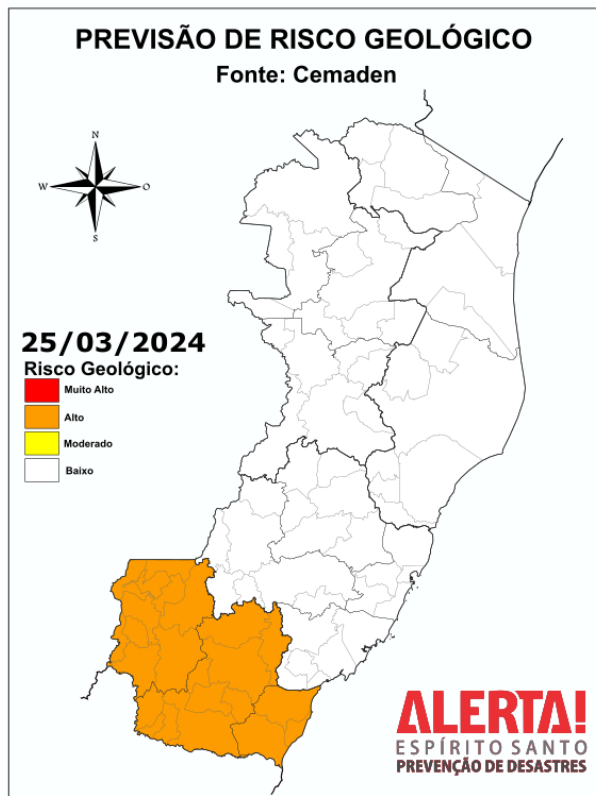 PREVISÃO DE RISCO GEOLÓGICO
Fonte: Cemaden
N
W
O
S
25/03/2024
Risco Geológico:
Muito Alto
Alto
Moderado
Baixo
ALERTA!
ESPÍRITO SANTO
PREVENÇÃO DE DESASTRES